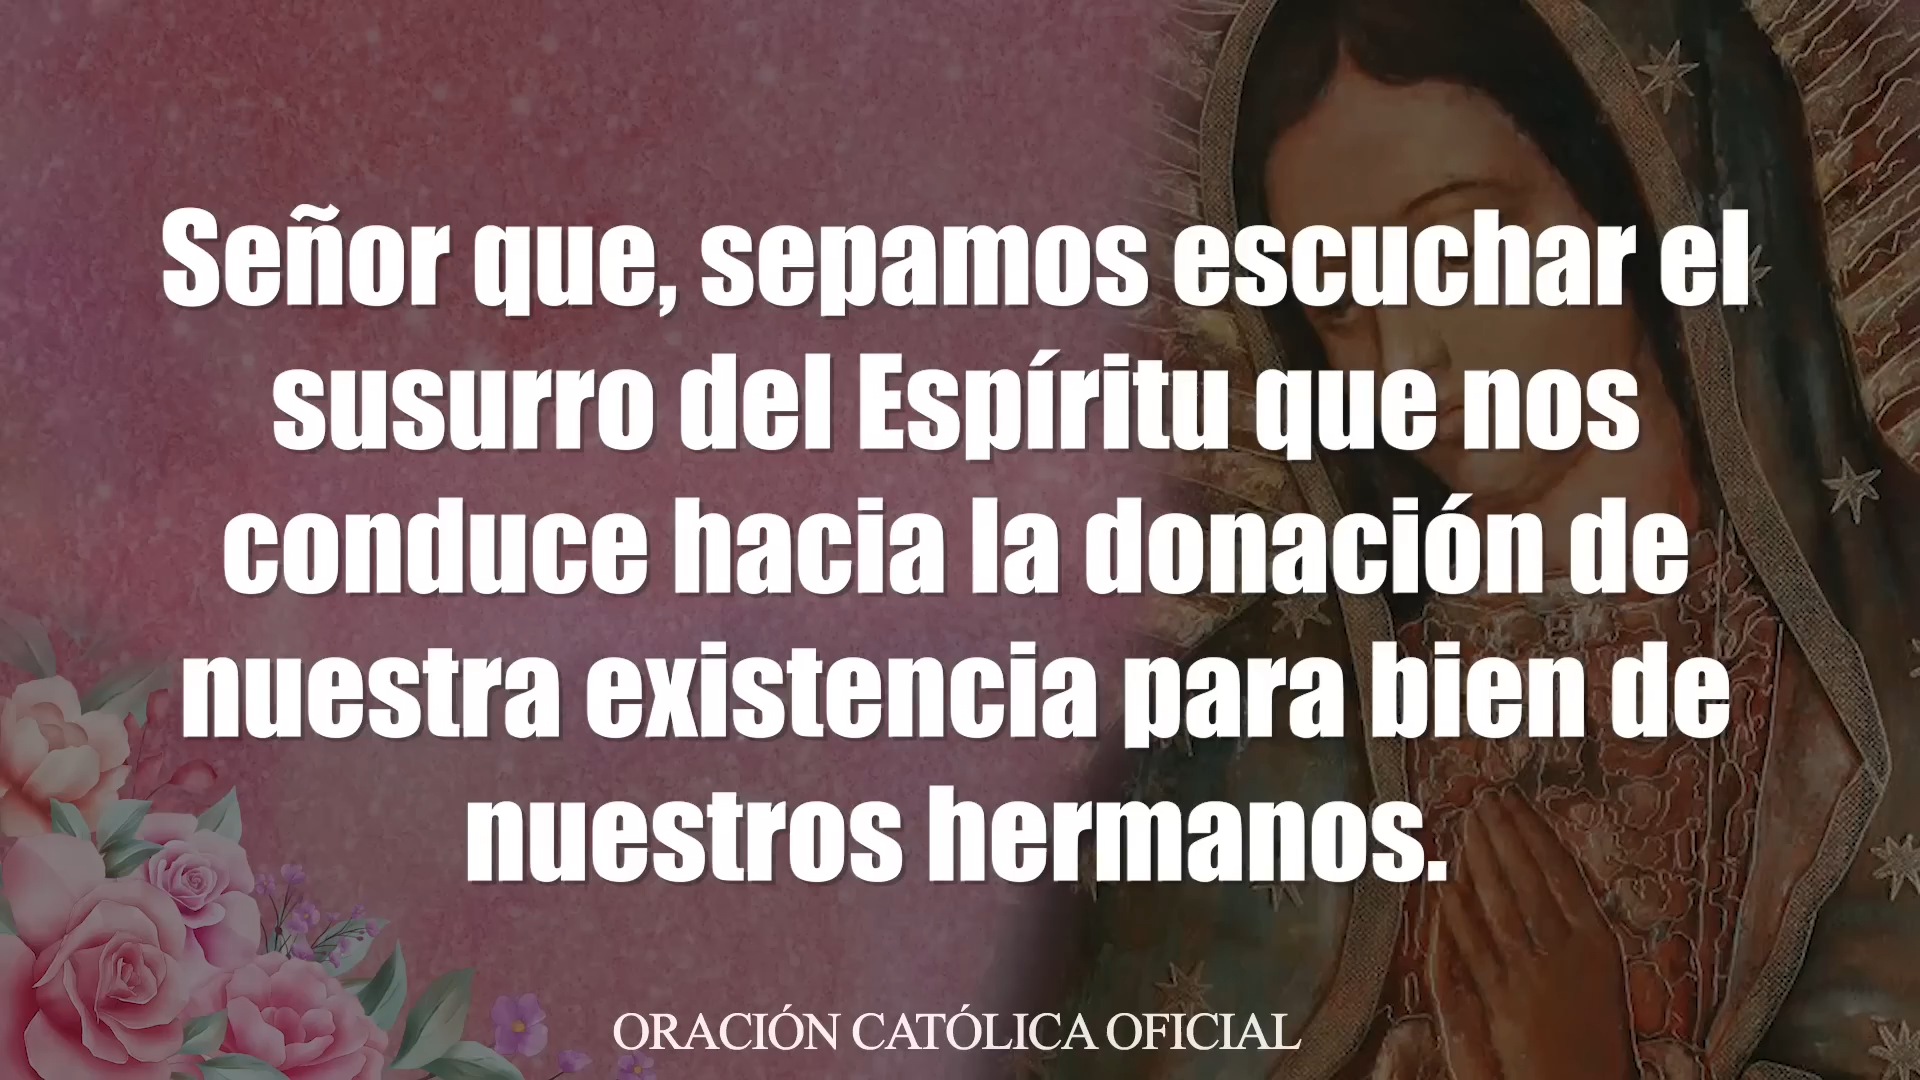 Señor que, sepamos escuchar el
susurro del Espíritu que nos
conduce hacia la donación de
nuestra existencia para bien de
nuestros hermanos.
ORACIÓN CATÓLICA OFICIAL